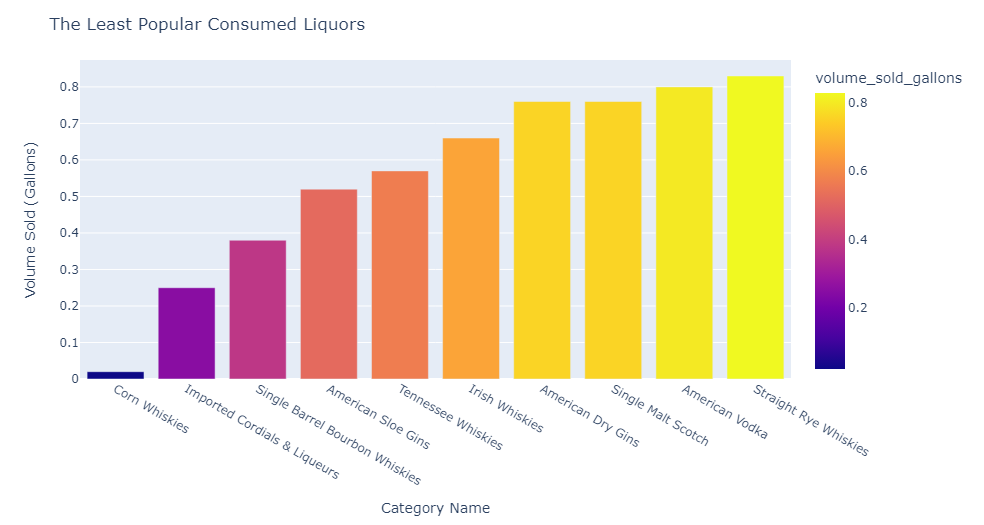 The Least Popular Consumed Liquors
Volume Sold (Gallons)
0.8
0.7
0.6
0.5
0.4
0.3
0.2
0.1
0
Corn Whiskies
Imported Cordials & Liqueurs
Single Barrel Bourbon Whiskies
American Sloe Gins
Tennessee Whiskies
Irish Whiskies
American Dry Gins
Single Malt Scotch
American Vodka
Straight Rye Whiskies
Category Name
volume_sold_gallons
0.8
0.6
0.4
0.2